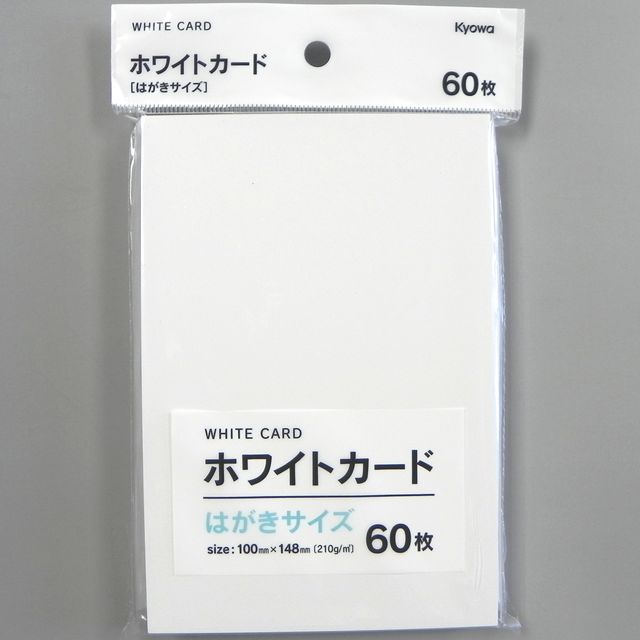 WHITE CARD
Kyowa
ホワイトカード
[はがきサイズ]
60枚
WHITE CARD
ホワイトカード
はがきサイズ
size:100mm×148mm [210g/㎡] 60枚